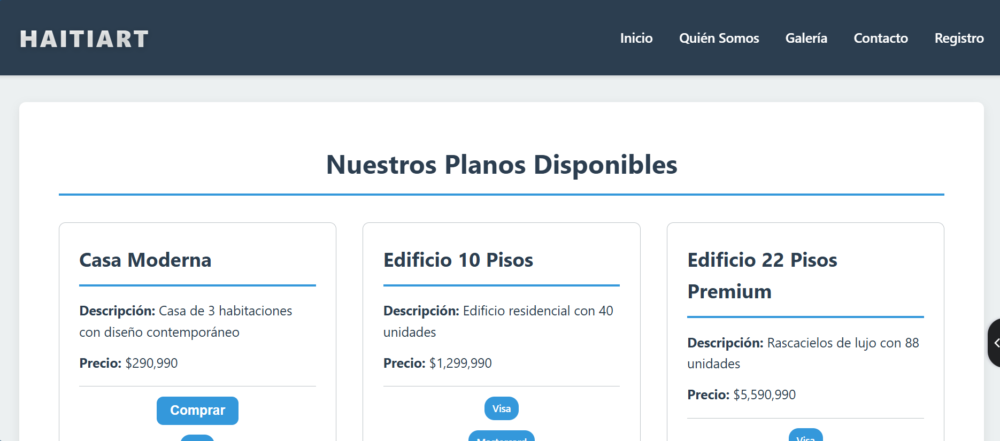 HAITIART
Inicio
Quién Somos
Galería
Contacto
Registro
Nuestros Planos Disponibles
Casa Moderna
Descripción: Casa de 3 habitaciones
con diseño contemporáneo
Precio: $290,990
Comprar
Edificio 10 Pisos
Descripción: Edificio residencial con 40
unidades
Precio: $1,299,990
Visa
Mastercard
Edificio 22 Pisos
Premium
Descripción: Rascacielos de lujo con 88
unidades
Precio: $5,590,990
Visa